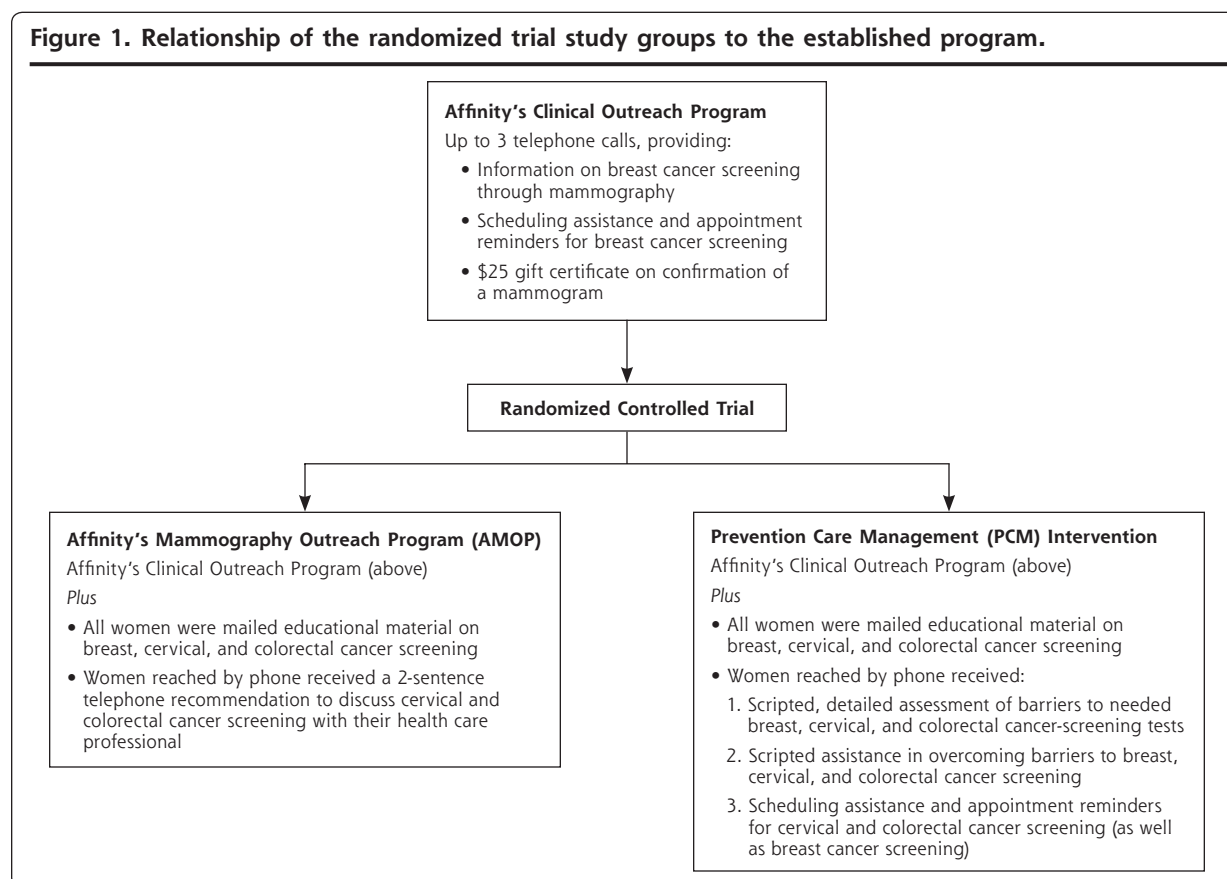 Figure 1. Relationship of the randomized trial study groups to the established program.
Affinity's Clinical Outreach Program
Up to 3 telephone calls, providing:
• Information on breast cancer screening
through mammography
• Scheduling assistance and appointment
reminders for breast cancer screening
• $25 gift certificate on confirmation of
a mammogram
Randomized Controlled Trial
Affinity's Mammography Outreach Program (AMOP)
Affinity's Clinical Outreach Program (above)
Plus
• All women were mailed educational material on
breast, cervical, and colorectal cancer screening
• Women reached by phone received a 2-sentence
telephone recommendation to discuss cervical and
colorectal cancer screening with their health care
professional
Prevention Care Management (PCM) Intervention
Affinity's Clinical Outreach Program (above)
Plus
• All women were mailed educational material on
breast, cervical, and colorectal cancer screening
• Women reached by phone received:
1. Scripted, detailed assessment of barriers to needed
breast, cervical, and colorectal cancer-screening tests
2. Scripted assistance in overcoming barriers to breast,
cervical, and colorectal cancer screening
3. Scheduling assistance and appointment reminders
for cervical and colorectal cancer screening (as well
as breast cancer screening)